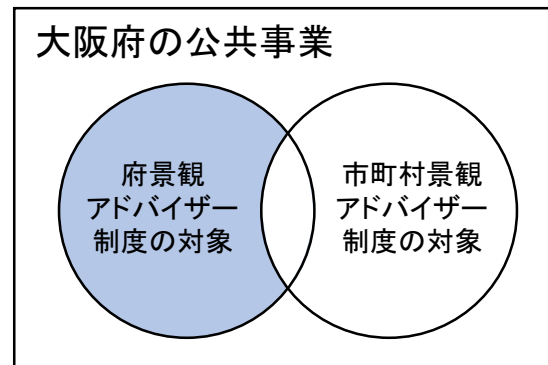 大阪府の公共事業
府景観
アドバイザー
制度の対象
市町村景観
アドバイザー
制度の対象